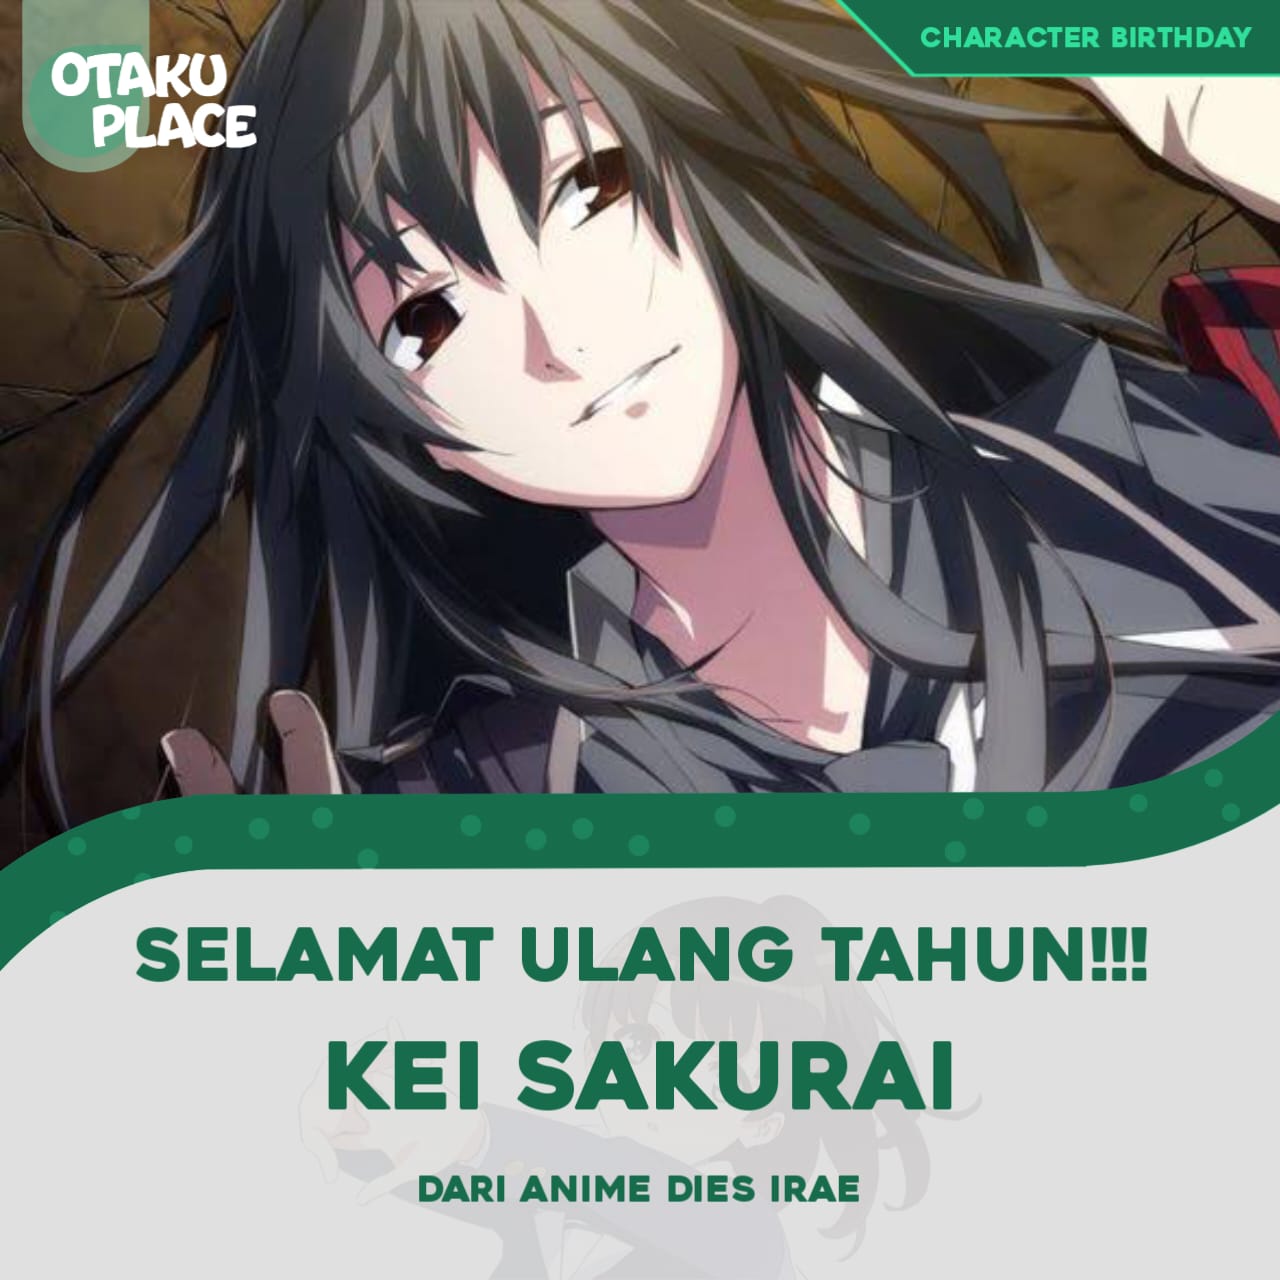 OTAKU
PLACE
CHARACTER BIRTHDAY
SELAMAT ULANG TAHUN!!!
KEI SAKURAI
DARI ANIME DIES IRAE